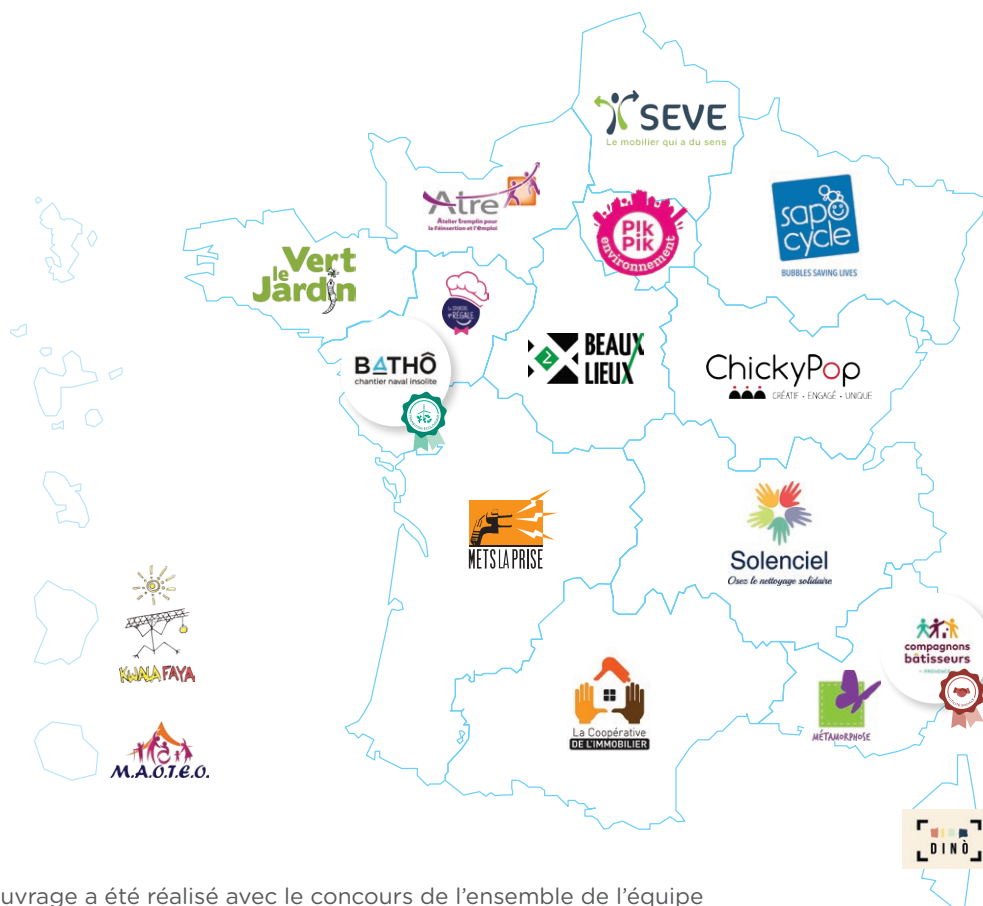 SEVE
Le mobilier qui a du sens
Atre
Atelier tremplin pour
la Réinsertion et l'Emploi
P!k
P!k
environnement
sapo
cycle
BUBBLES SAVING LIVES
Vert
le
Jardin
RÉGALE
BATHÔ
chantier naval insolite
BEAUX
LIEUX
ChickyPop
CRÉATIF • ENGAGÉ • UNIQUE
METS LA PRISE
Solenciel
Osez le nettoyage solidaire
KWALA FAYA
compagnons
bâtisseurs
PROVENCE
La Coopérative
DE L'IMMOBILIER
MÉTAMORPHOSE
M.A.O.T.E.O.
DINÒ
uvrage a été réalisé avec le concours de l'ensemble de l'équipe